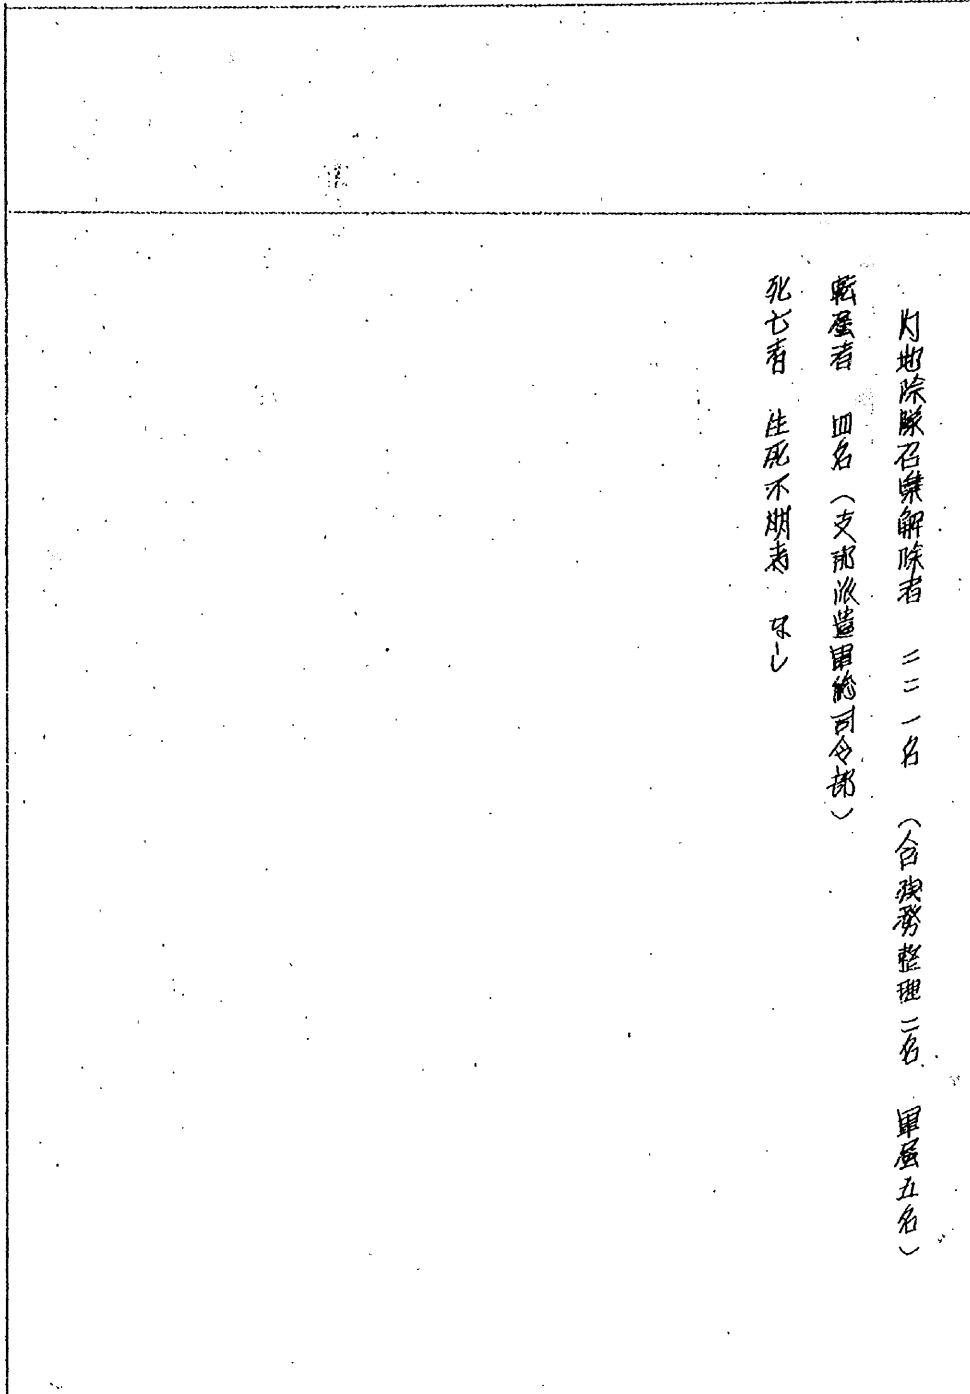 内地除隊召集解除者 二二一名 (含残務整理二名 軍属五名)
転属者 四名(支那派遣軍総司令部)
死亡者 生死不明者 なし